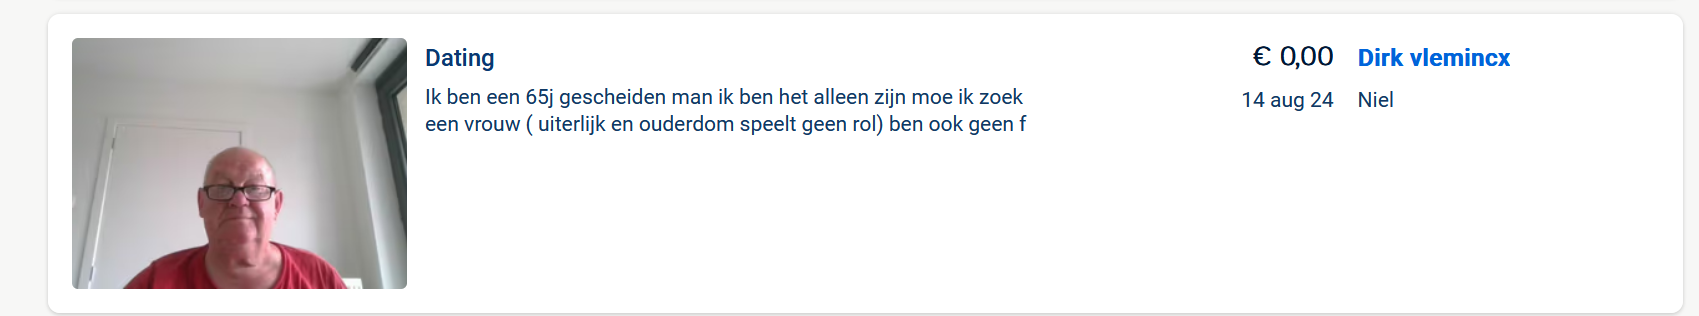 Dating
Ik ben een 65j gescheiden man ik ben het alleen zijn moe ik zoek
een vrouw ( uiterlijk en ouderdom speelt geen rol) ben ook geen f
€ 0,00
14 aug 24
Dirk vlemincx
Niel